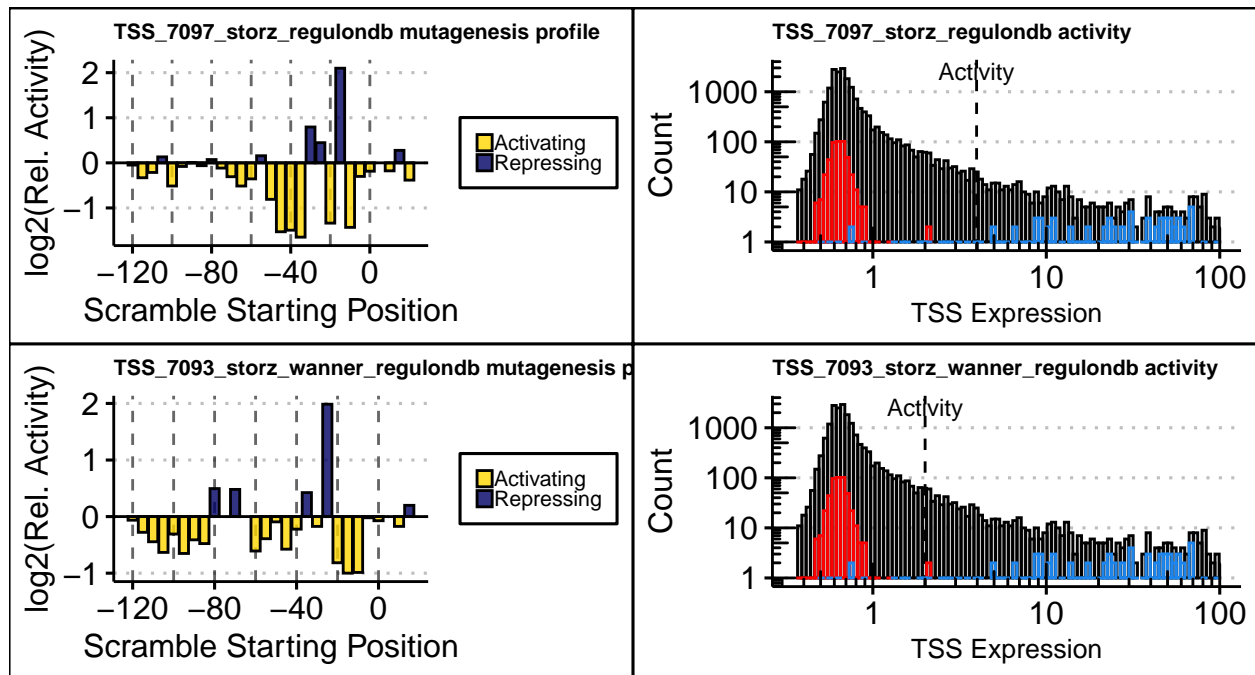 TSS_7097_storz_regulondb mutagenesis profile
log2(Rel. Activity)
2
1
0
−1
−120
−80
−40
0
Scramble Starting Position
Activating
Repressing
TSS_7097_storz_regulondb activity
Activity
Count
1000
100
10
1
1
10
100
TSS Expression
TSS_7093_storz_wanner_regulondb mutagenesis p
log2(Rel. Activity)
2
1
0
−1
−120
−80
−40
0
Scramble Starting Position
Activating
Repressing
TSS_7093_storz_wanner_regulondb activity
Activity
Count
1000
100
10
1
1
10
100
TSS Expression